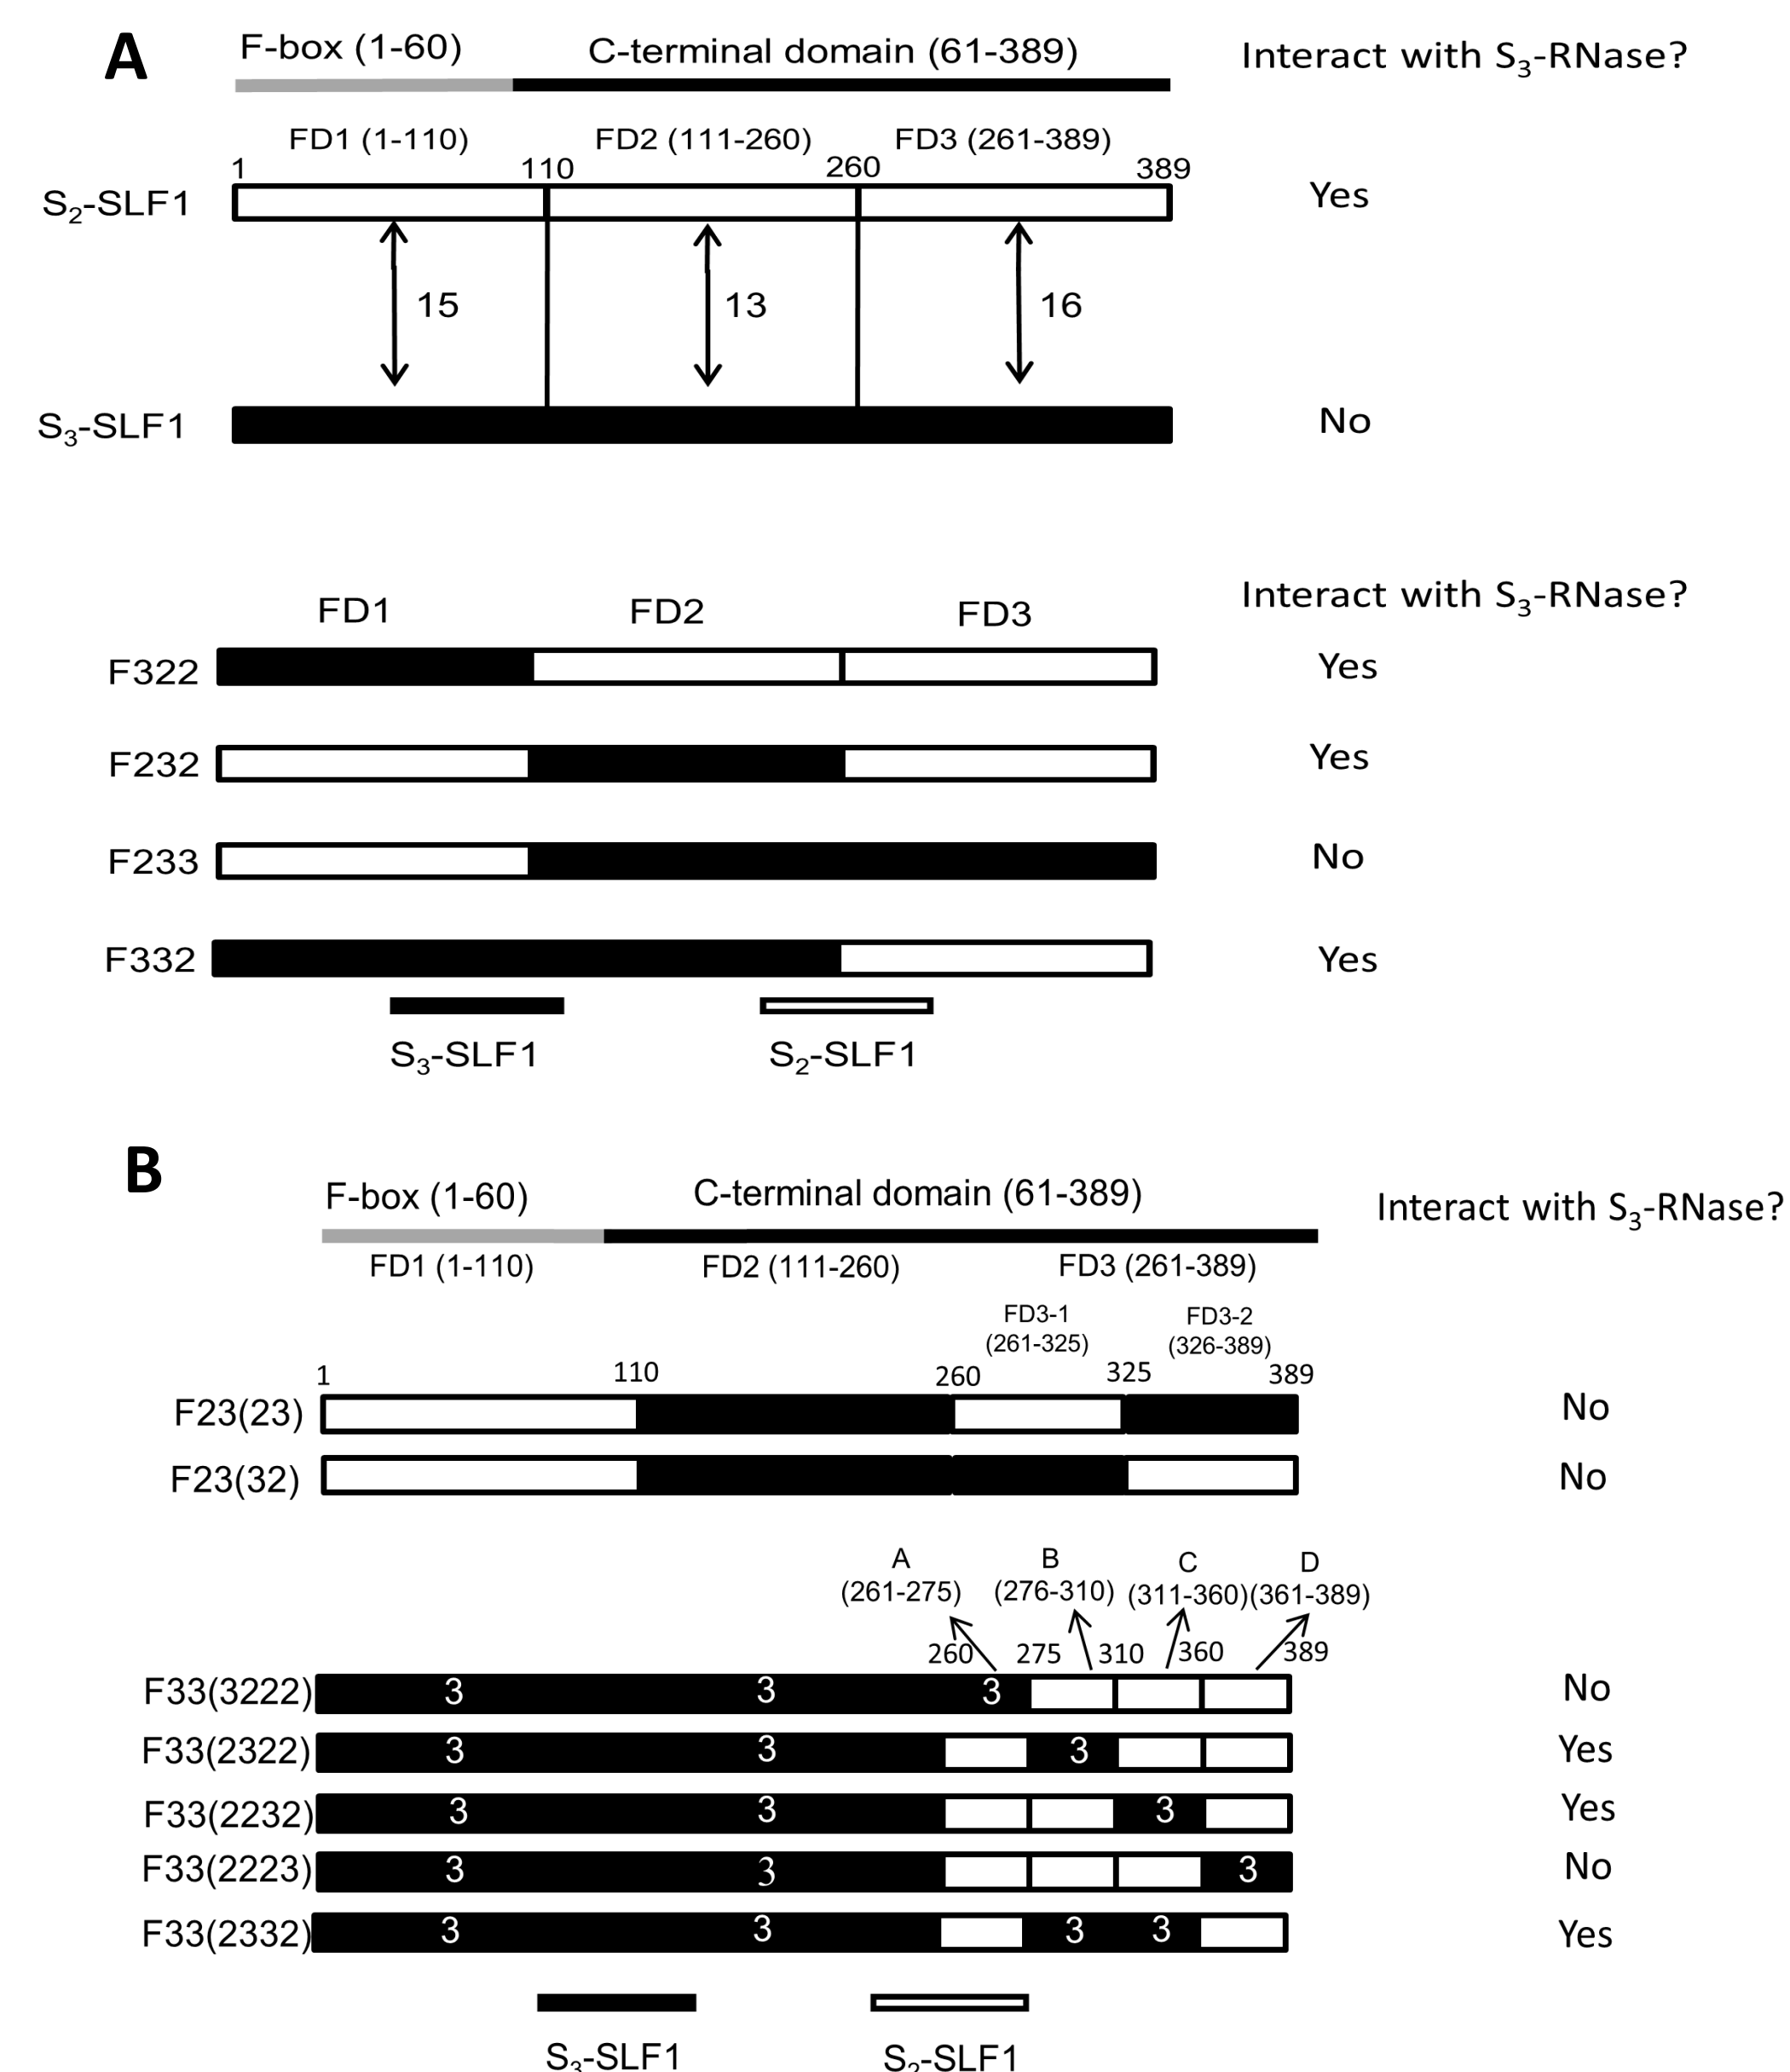 A
F-box (1-60) C-terminal domain (61-389) Interact with S3-RNase?
FD1 (1-110) FD2 (111-260) FD3 (261-389)
1 110 260 389
S2-SLF1 Yes
15 13 16
S3-SLF1 No
Interact with S3-RNase?
FD1 FD2 FD3
F322 Yes
F232 Yes
F233 No
F332 Yes
S3-SLF1 S2-SLF1
B
F-box (1-60) C-terminal domain (61-389) Interact with S3-RNase?
FD1 (1-110) FD2 (111-260) FD3 (261-389)
FD3-1 FD3-2
(261-325) (326-389)
1 110 260 325 389
F23(23) No
F23(32) No
A B C D
(261-275) (276-310) (311-360)(361-389)
260 275 310 360 389
F33(3222) 3 3 3 No
F33(2322) 3 3 3 Yes
F33(2232) 3 3 3 Yes
F33(2223) 3 3 3 No
F33(2332) 3 3 3 3 Yes
S3-SLF1 S2-SLF1